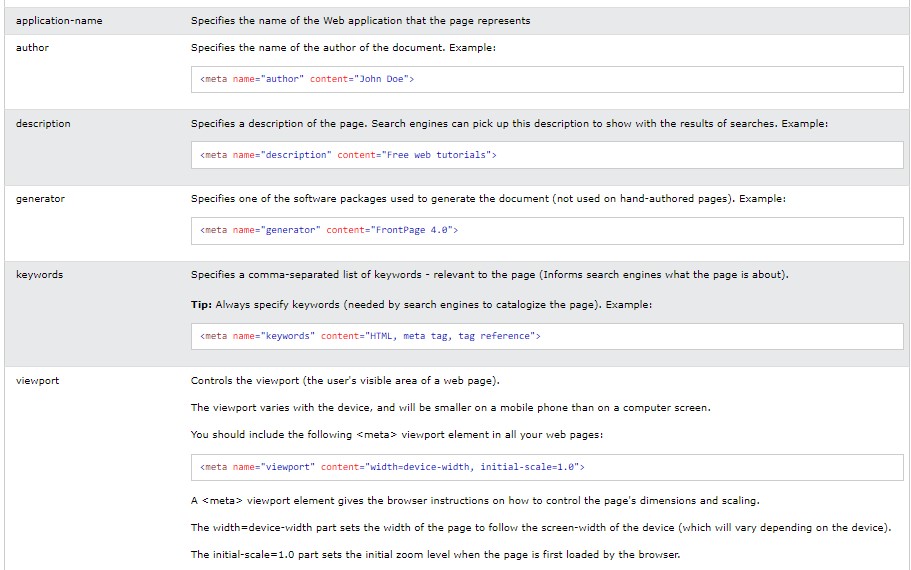 application-name Specifies the name of the Web application that the page represents
author Specifies the name of the author of the document. Example:
<meta name="author" content="John Doe">
description Specifies a description of the page. Search engines can pick up this description to show with the results of searches. Example:
<meta name="description" content="Free web tutorials">
generator Specifies one of the software packages used to generate the document (not used on hand-authored pages). Example:
<meta name="generator" content="FrontPage 4.0">
keywords Specifies a comma-separated list of keywords - relevant to the page (Informs search engines what the page is about).
Tip: Always specify keywords (needed by search engines to catalogize the page). Example:
<meta name="keywords" content="HTML, meta tag, tag reference">
viewport Controls the viewport (the user's visible area of a web page).
The viewport varies with the device, and will be smaller on a mobile phone than on a computer screen.
You should include the following <meta> viewport element in all your web pages:
<meta name="viewport" content="width=device-width, initial-scale=1.0">
A <meta> viewport element gives the browser instructions on how to control the page's dimensions and scaling.
The width=device-width part sets the width of the page to follow the screen-width of the device (which will vary depending on the device).
The initial-scale=1.0 part sets the initial zoom level when the page is first loaded by the browser.